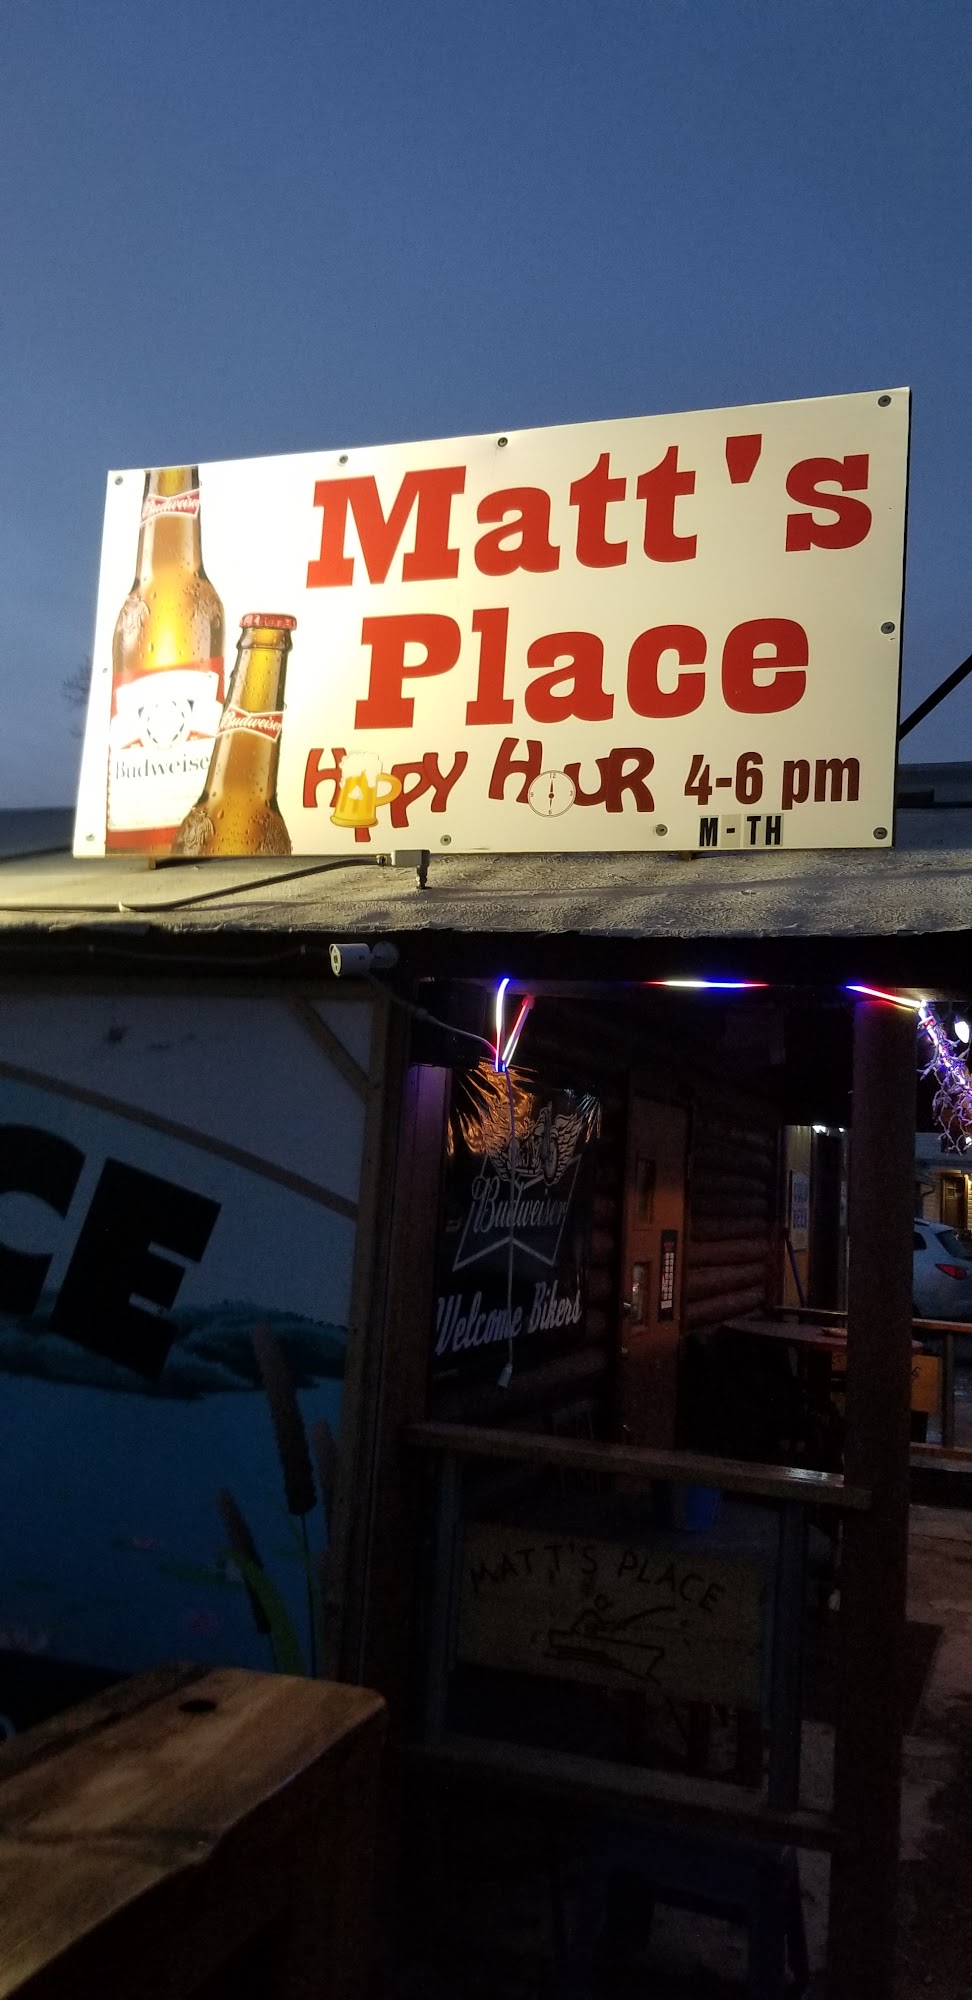 Matt's
Place
HAPPY HOUR 4-6 pm
M - TH
Budweiser
Budweiser
Budweiser
CE
Budweiser
Welcome Bikers
MATT'S PLACE